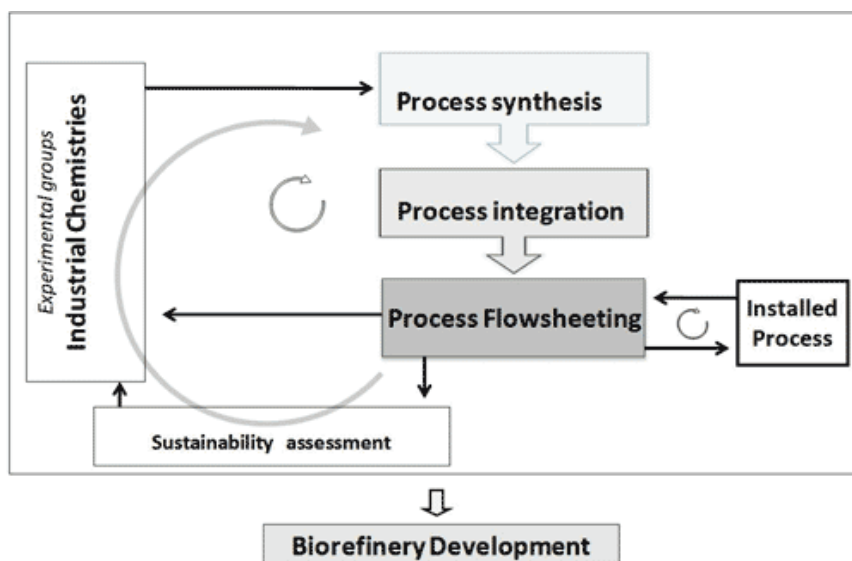 Experimental groups
Industrial Chemistries
Process synthesis
Process integration
Process Flowsheeting
Installed
Process
Sustainability assessment
Biorefinery Development